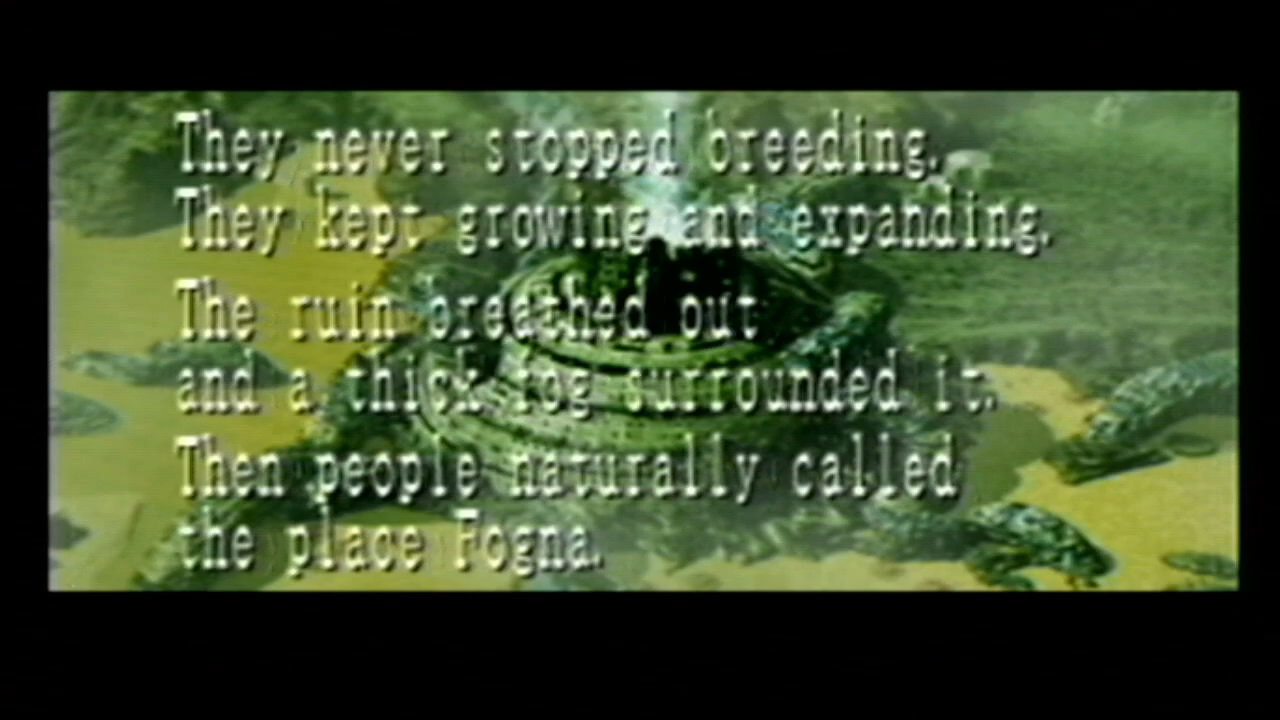 They never stopped breeding.
They kept growing and expanding.
The ruin breathed out
and a thick fog surrounded it.
Then people naturally called
the place Fogna.